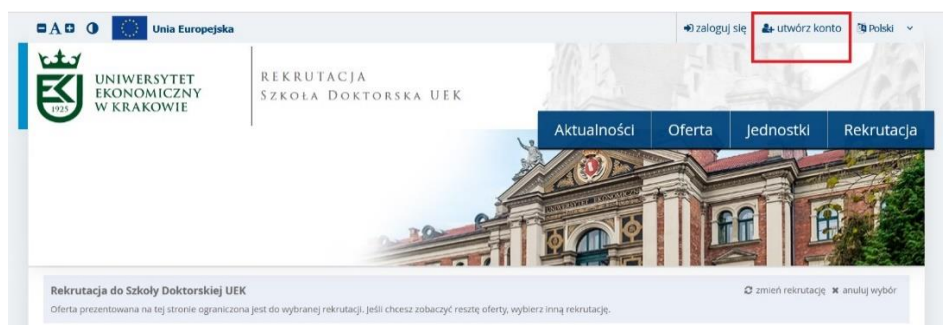 A Unia Europejska zaloguj się utwórz konto Polski
UNIWERSYTET
EKONOMICZNY
W KRAKOWIE
1925
REKRUTACJA
SZKOŁA DOKTORSKA UEK
Aktualności Oferta Jednostki Rekrutacja
Rekrutacja do Szkoły Doktorskiej UEK zmień rekrutację anuluj wybór
Oferta prezentowana na tej stronie ograniczona jest do wybranej rekrutacji. Jeśli chcesz zobaczyć resztę oferty, wybierz inną rekrutację.